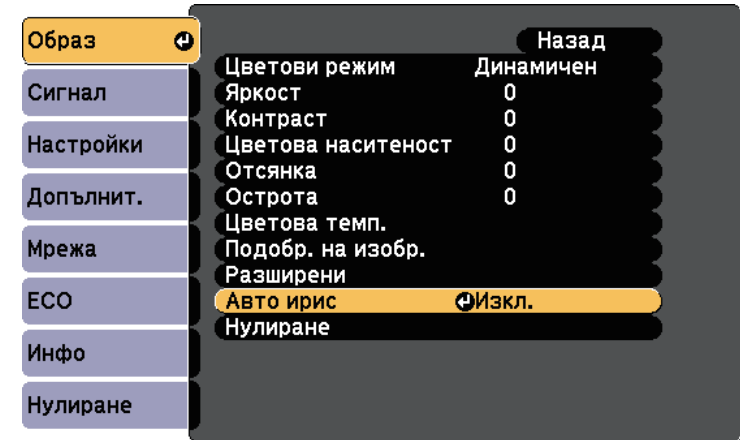 Образ
Сигнал
Настройки
Допълнит.
Мрежа
ECO
Инфо
Нулиране
Назад
Цветови режим Динамичен
Яркост 0
Контраст 0
Цветова наситеност 0
Отсянка 0
Острота 0
Цветова темп.
Подобр. на изобр.
Разширени
Авто ирис Изкл.
Нулиране